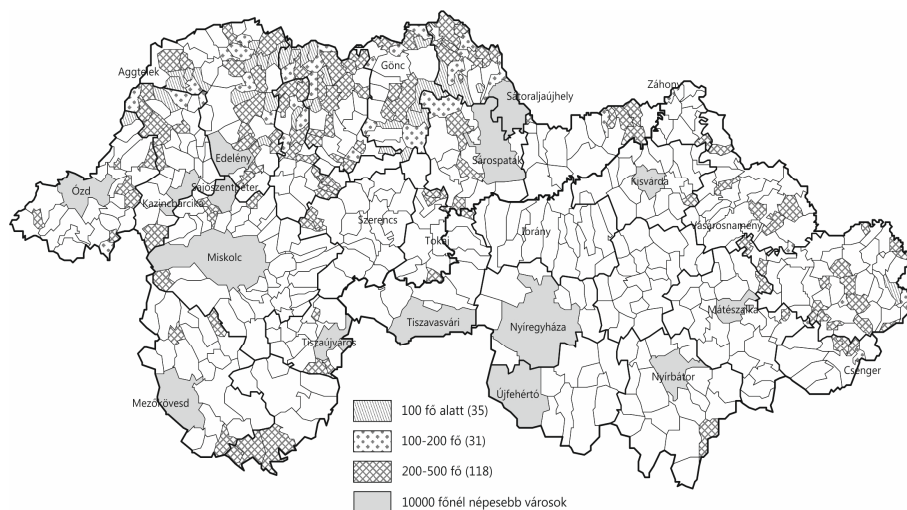 Gönc
Aggtelek
Záhony
Sátoraljaújhely
Edelény
Sárospatak
Ózd
Sajószentpéter
Kisvárda
Kazincbarcika
Szerencs
Vásárosnamény
Tokaj
Ibrány
Miskolc
Mátészalka
Tiszavasvári
Nyíregyháza
Tiszaújváros
Csenger
Nyírbátor
Újfehértó
Mezőkövesd
100 fő alatt (35)
100-200 fő (31)
200-500 fő (118)
10000 főnél népesebb városok